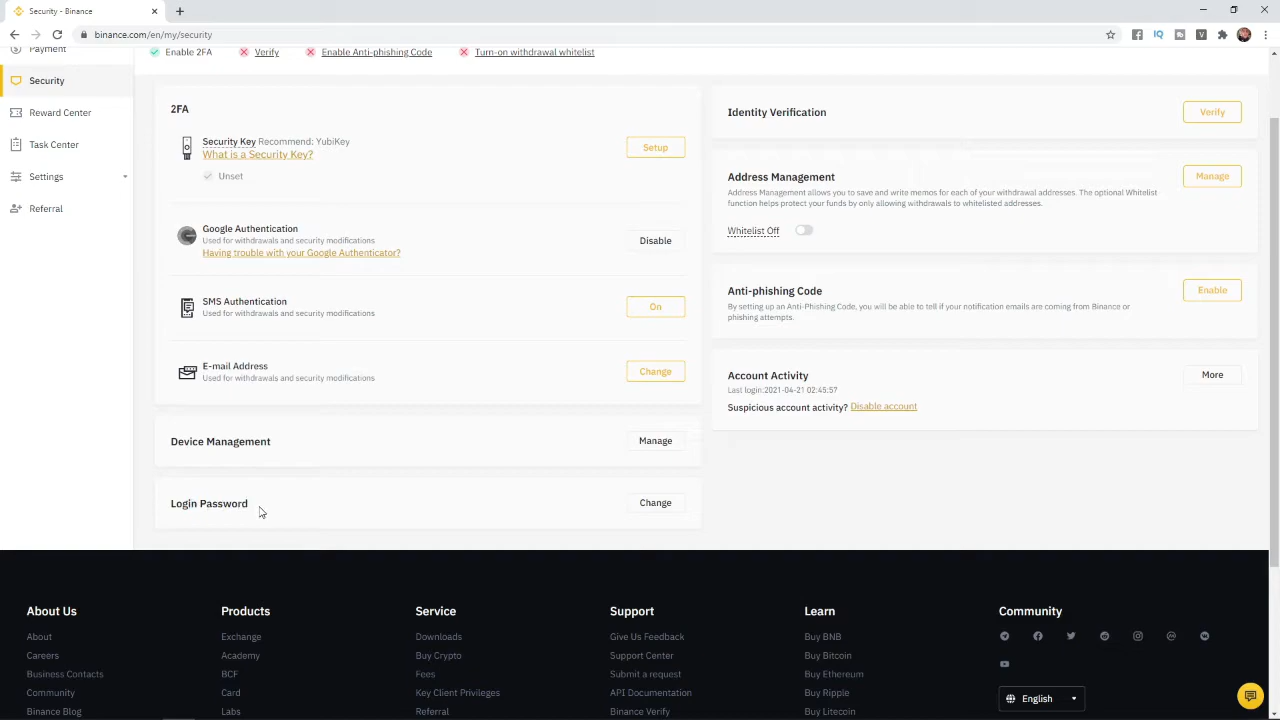 Security - Binance
binance.com/en/my/security
Payment
Security
Reward Center
Task Center
Settings
Referral
Enable 2FA
Verify
Enable Anti-phishing Code
Turn-on withdrawal whitelist
2FA
Security Key Recommend: YubiKey
What is a Security Key?
Unset
Setup
Google Authentication
Used for withdrawals and security modifications
Having trouble with your Google Authenticator?
Disable
SMS Authentication
Used for withdrawals and security modifications
On
E-mail Address
Used for withdrawals and security modifications
Change
Device Management
Manage
Login Password
Change
Identity Verification
Verify
Address Management
Address Management allows you to save and write memos for each of your withdrawal addresses. The optional Whitelist
function helps protect your funds by only allowing withdrawals to whitelisted addresses.
Manage
Whitelist Off
Anti-phishing Code
By setting up an Anti-Phishing Code, you will be able to tell if your notification emails are coming from Binance or
phishing attempts.
Enable
Account Activity
Last login:2021-04-21 02:45:57
Suspicious account activity? Disable account
More
About Us
About
Careers
Business Contacts
Community
Binance Blog
Products
Exchange
Academy
BCF
Card
Labs
Service
Downloads
Buy Crypto
Fees
Key Client Privileges
Referral
Support
Give Us Feedback
Support Center
Submit a request
API Documentation
Binance Verify
Learn
Buy BNB
Buy Bitcoin
Buy Ethereum
Buy Ripple
Buy Litecoin
Community
English